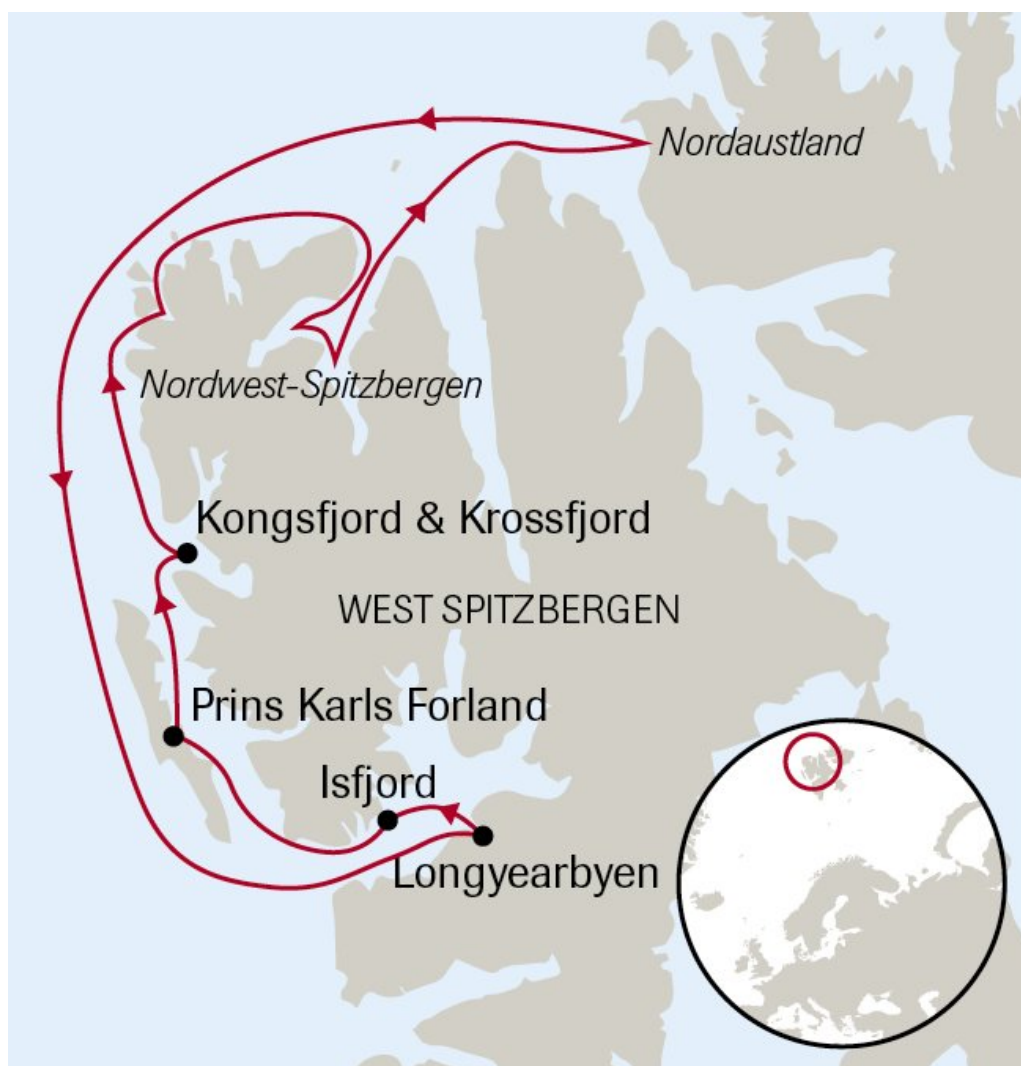 Nordaustland
Nordwest-Spitzbergen
Kongsfjord & Krossfjord
WEST SPITZBERGEN
Prins Karls Forland
Isfjord
Longyearbyen